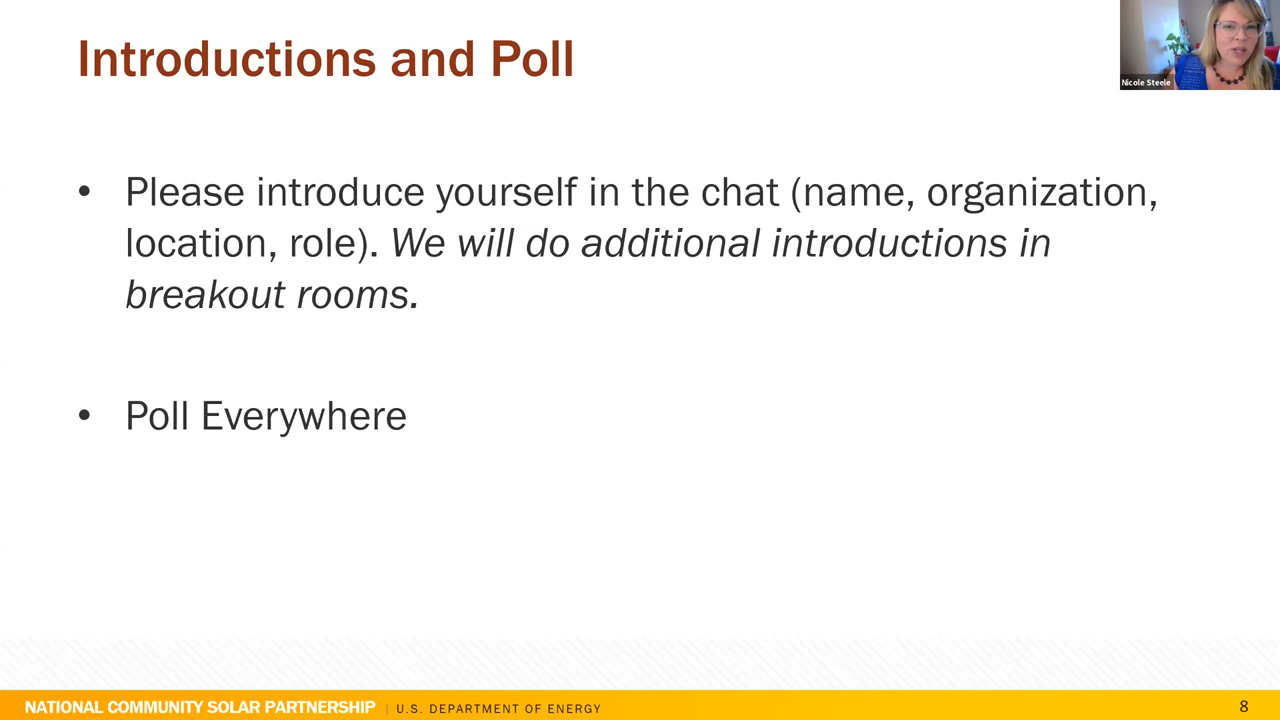 Introductions and Poll
Nicole Steele
• Please introduce yourself in the chat (name, organization,
location, role). We will do additional introductions in
breakout rooms.
• Poll Everywhere
NATIONAL COMMUNITY SOLAR PARTNERSHIP | U.S. DEPARTMENT OF ENERGY
8